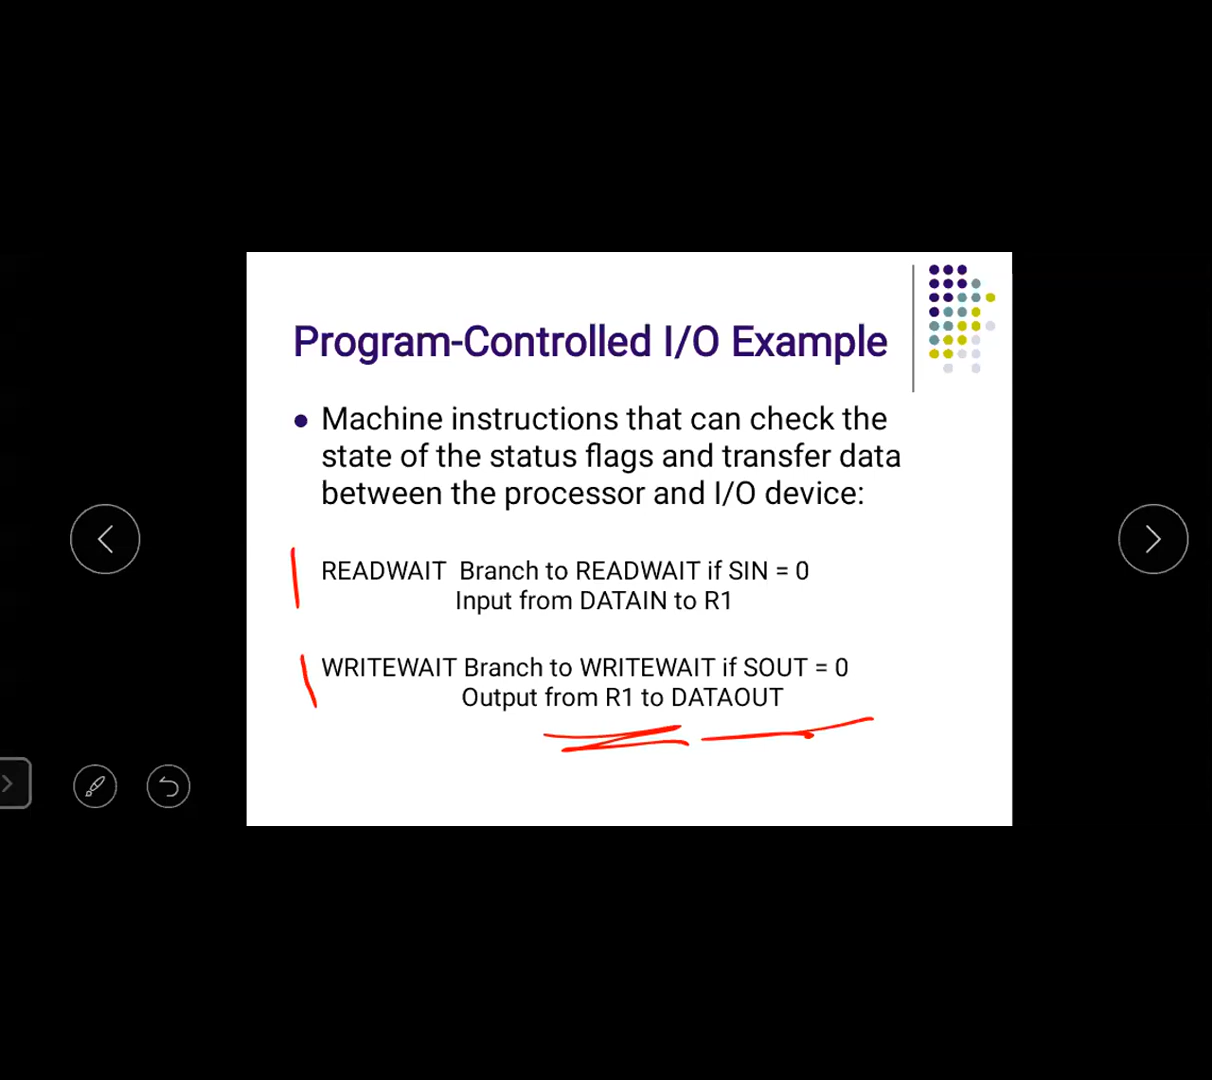 Program-Controlled I/O Example
Machine instructions that can check the
state of the status flags and transfer data
between the processor and I/O device:
READWAIT Branch to READWAIT if SIN = 0
Input from DATAIN to R1
WRITEWAIT Branch to WRITEWAIT if SOUT = 0
Output from R1 to DATAOUT